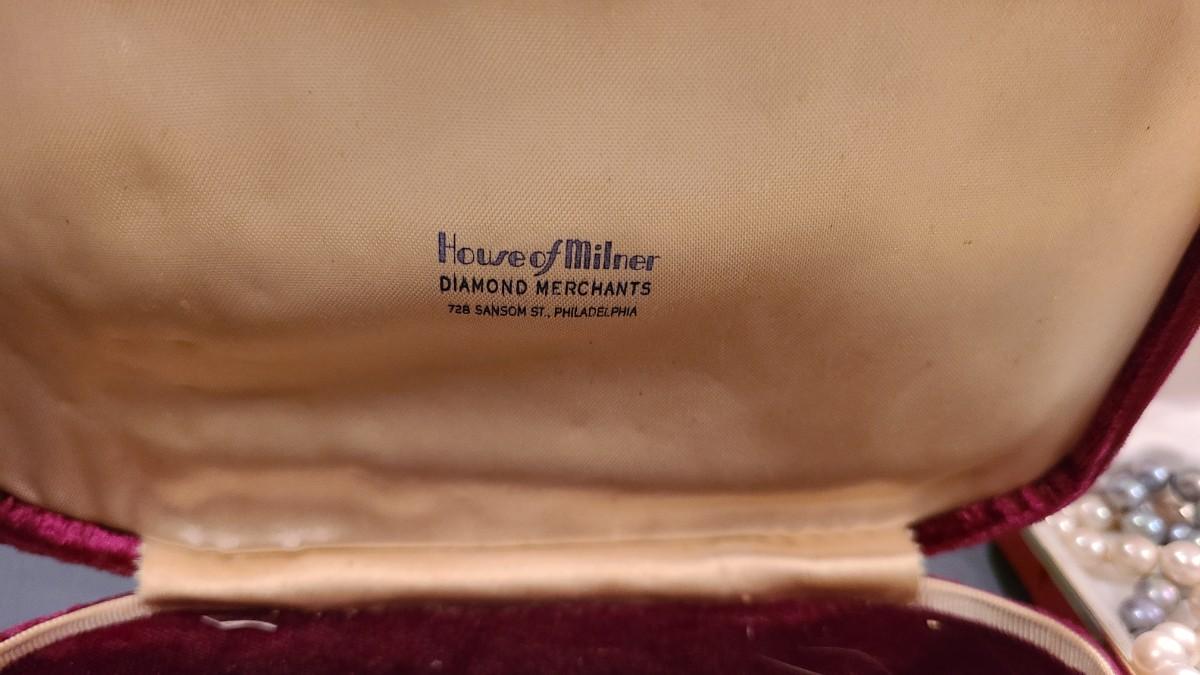 House of Milner
DIAMOND MERCHANTS
728 SANSOM ST., PHILADELPHIA